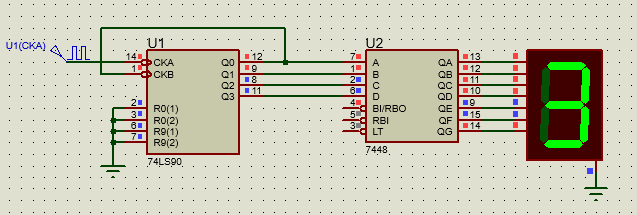 U1(CKA)
U1
14 CKA Q0 12
1 CKB Q1 9
Q2 8
Q3 11
2 R0(1)
3 R0(2)
6 R9(1)
7 R9(2)
74LS90
U2
7 A QA 13
1 B QB 12
2 C QC 11
6 D QD 10
4 BI/RBO QE 9
5 RBI QF 15
3 LT QG 14
7448